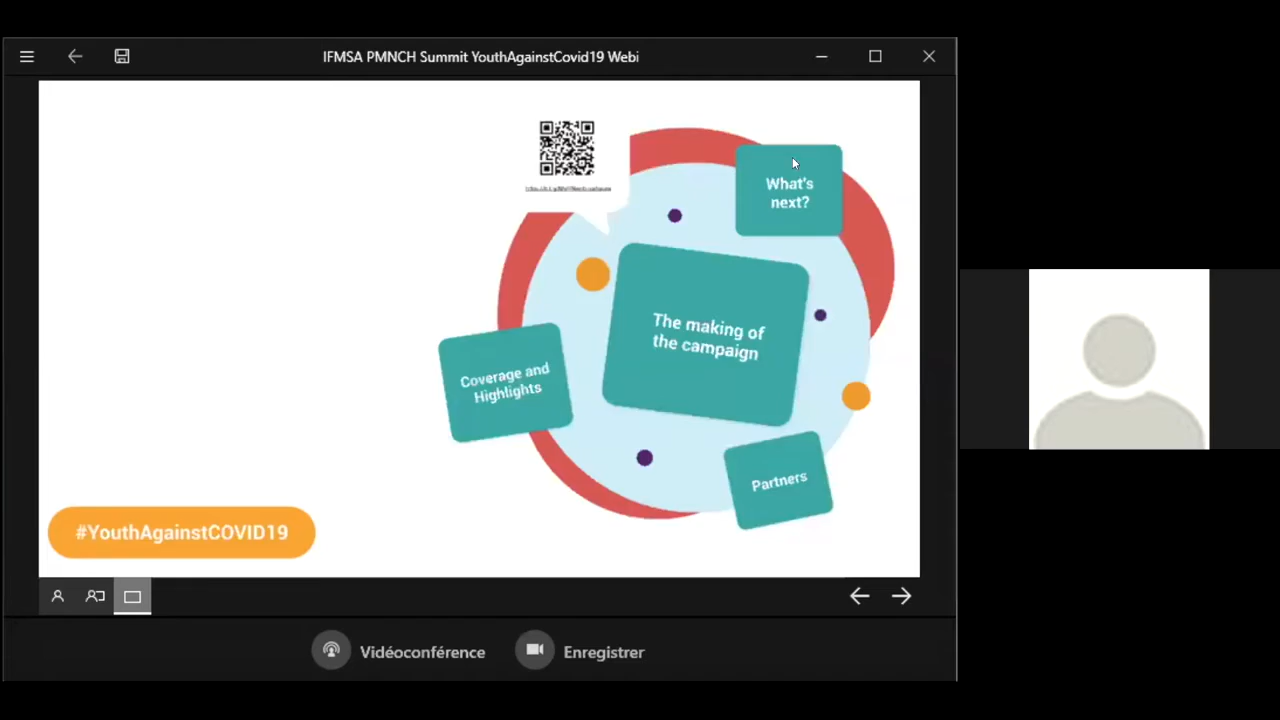 IFMSA PMNCH Summit YouthAgainstCovid19 Webi
What's
next?
The making of
the campaign
Coverage and
Highlights
Partners
#YouthAgainstCOVID19
Vidéoconférence
Enregistrer